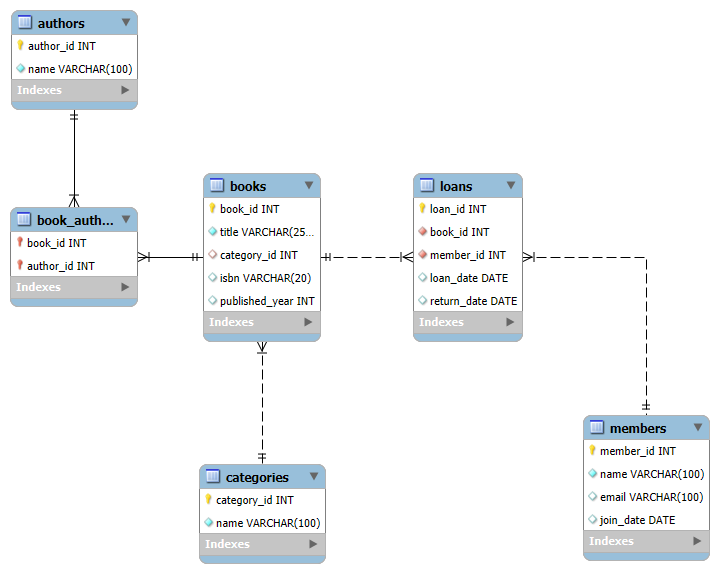 authors
author_id INT
name VARCHAR(100)
Indexes
book_auth...
book_id INT
author_id INT
Indexes
books
book_id INT
title VARCHAR(25...
category_id INT
isbn VARCHAR(20)
published_year INT
Indexes
loans
loan_id INT
book_id INT
member_id INT
loan_date DATE
return_date DATE
Indexes
categories
category_id INT
name VARCHAR(100)
Indexes
members
member_id INT
name VARCHAR(100)
email VARCHAR(100)
join_date DATE
Indexes